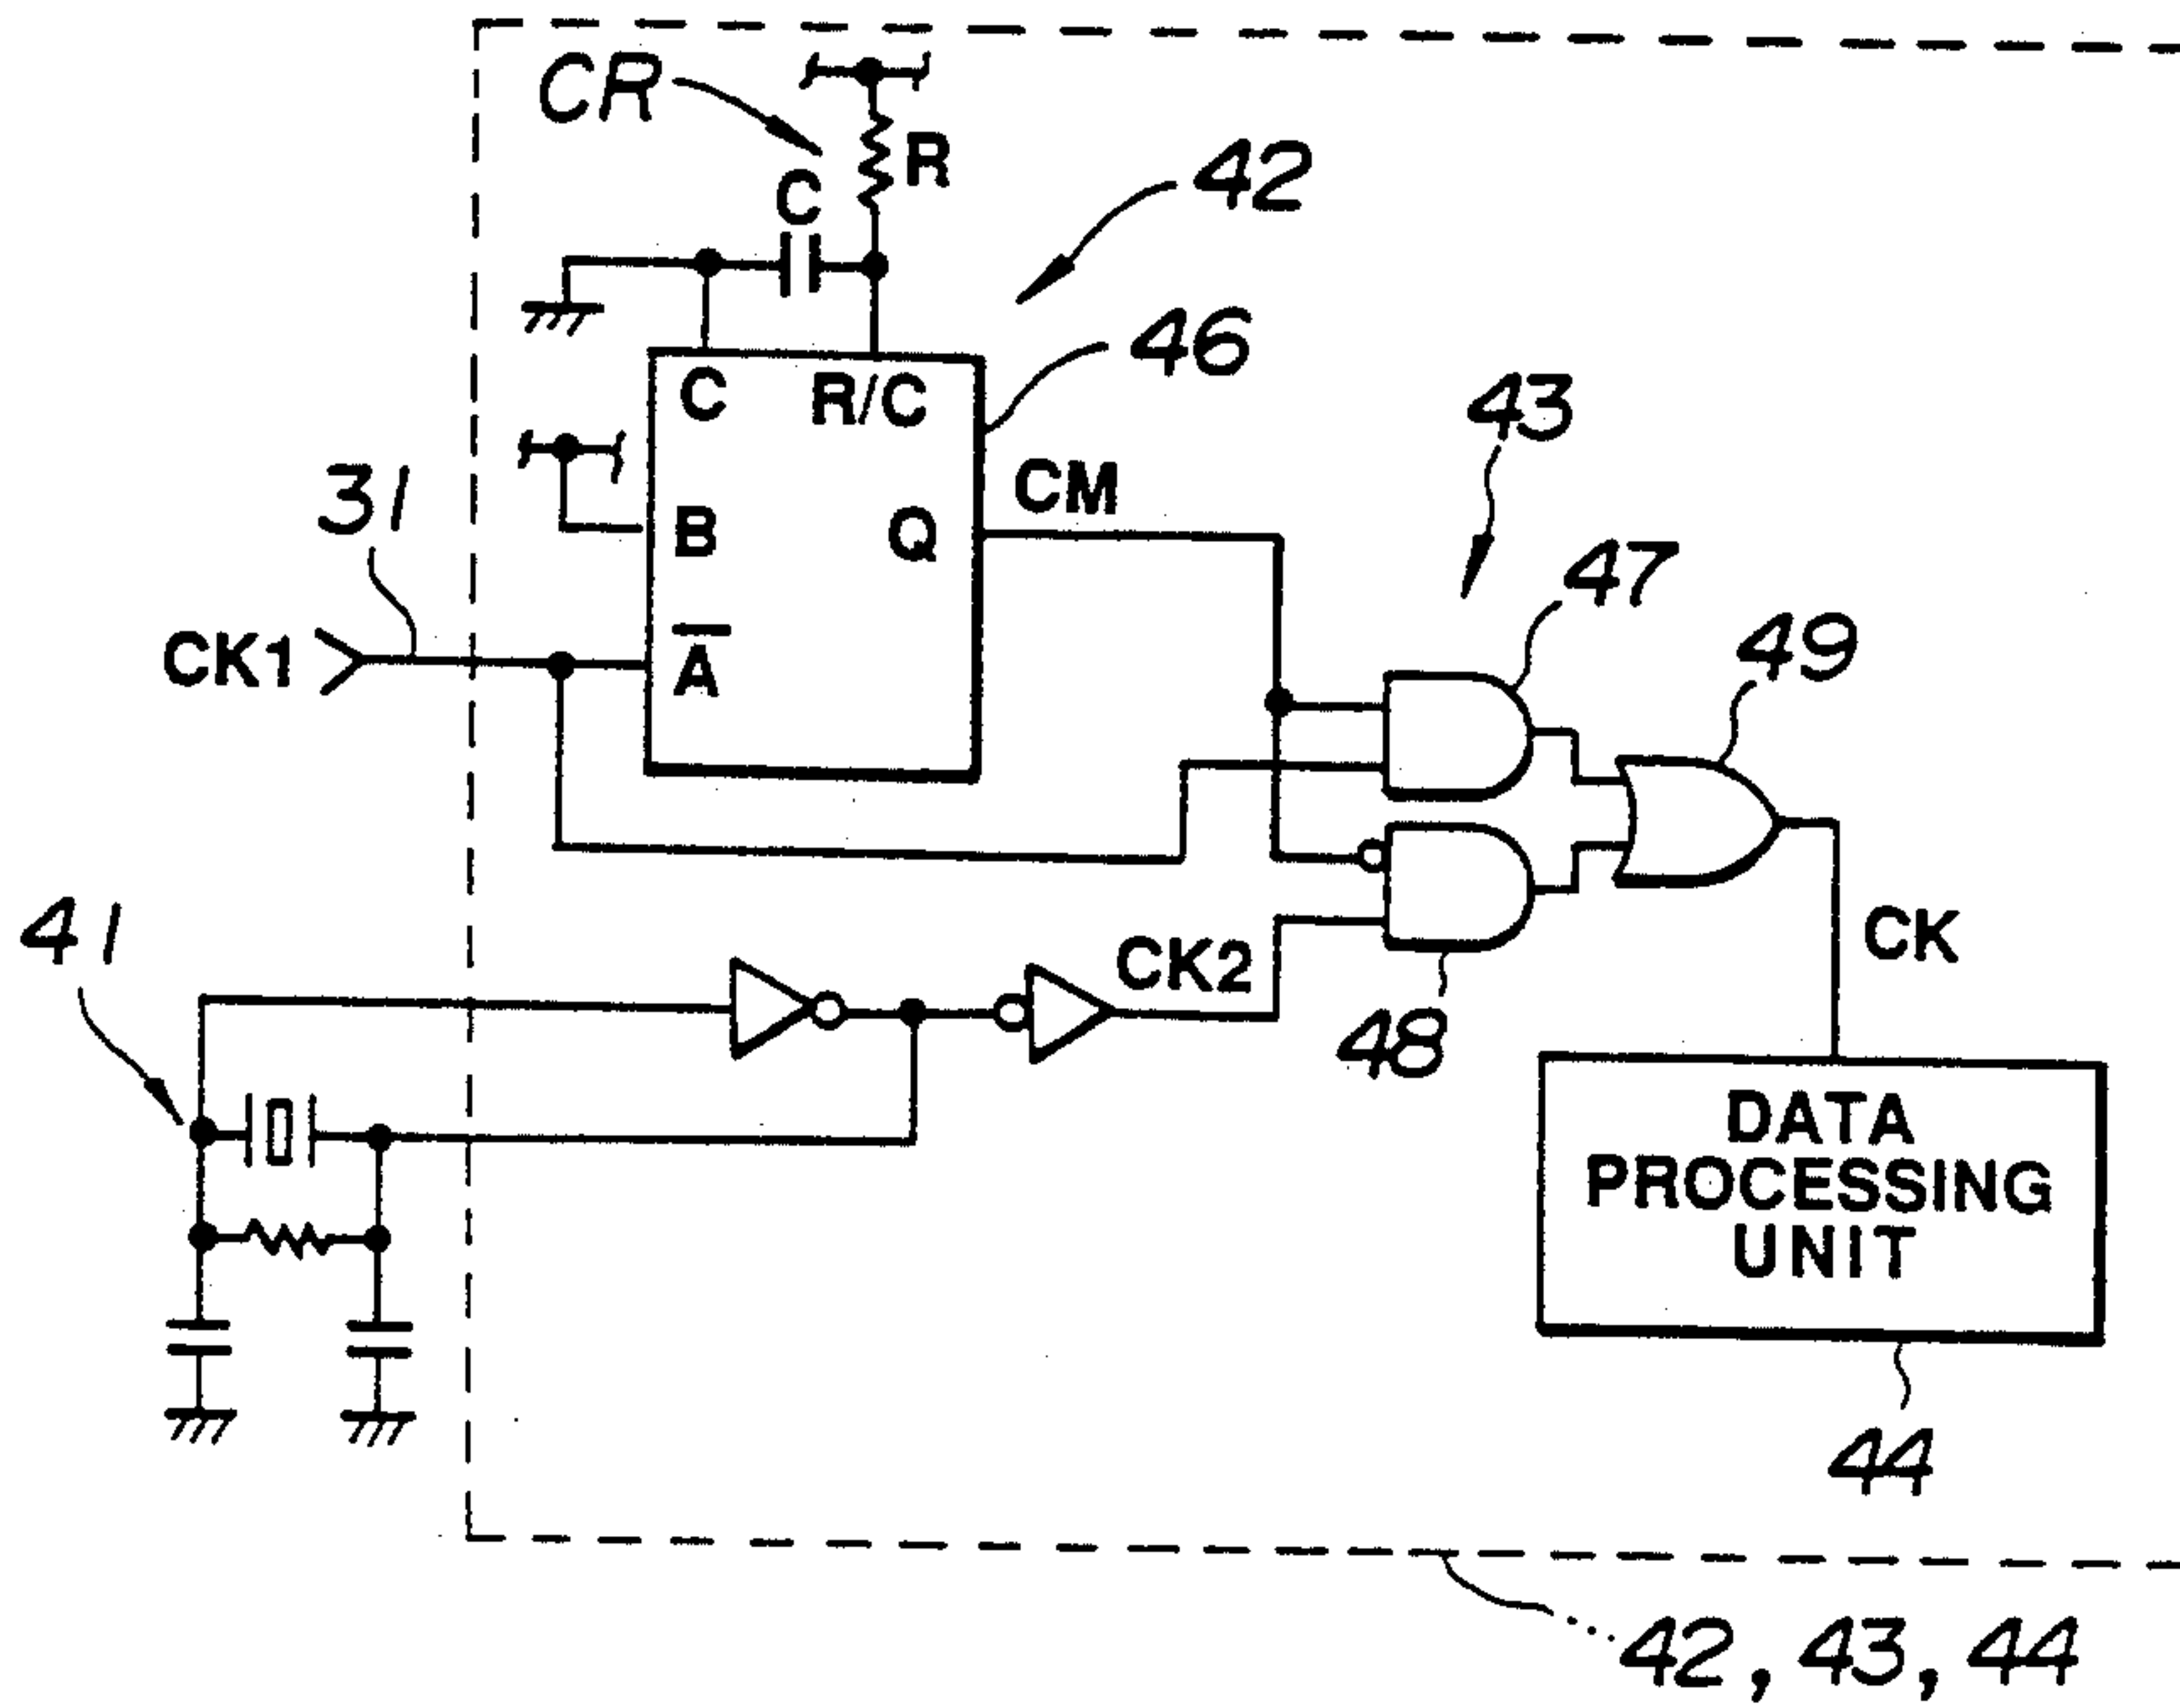 CR
R
C
42
46
C R/C
43
CM
31
B Q
47
49
CK1
A̅
CK
41
CK2
48
DATA
PROCESSING
UNIT
44
42, 43, 44